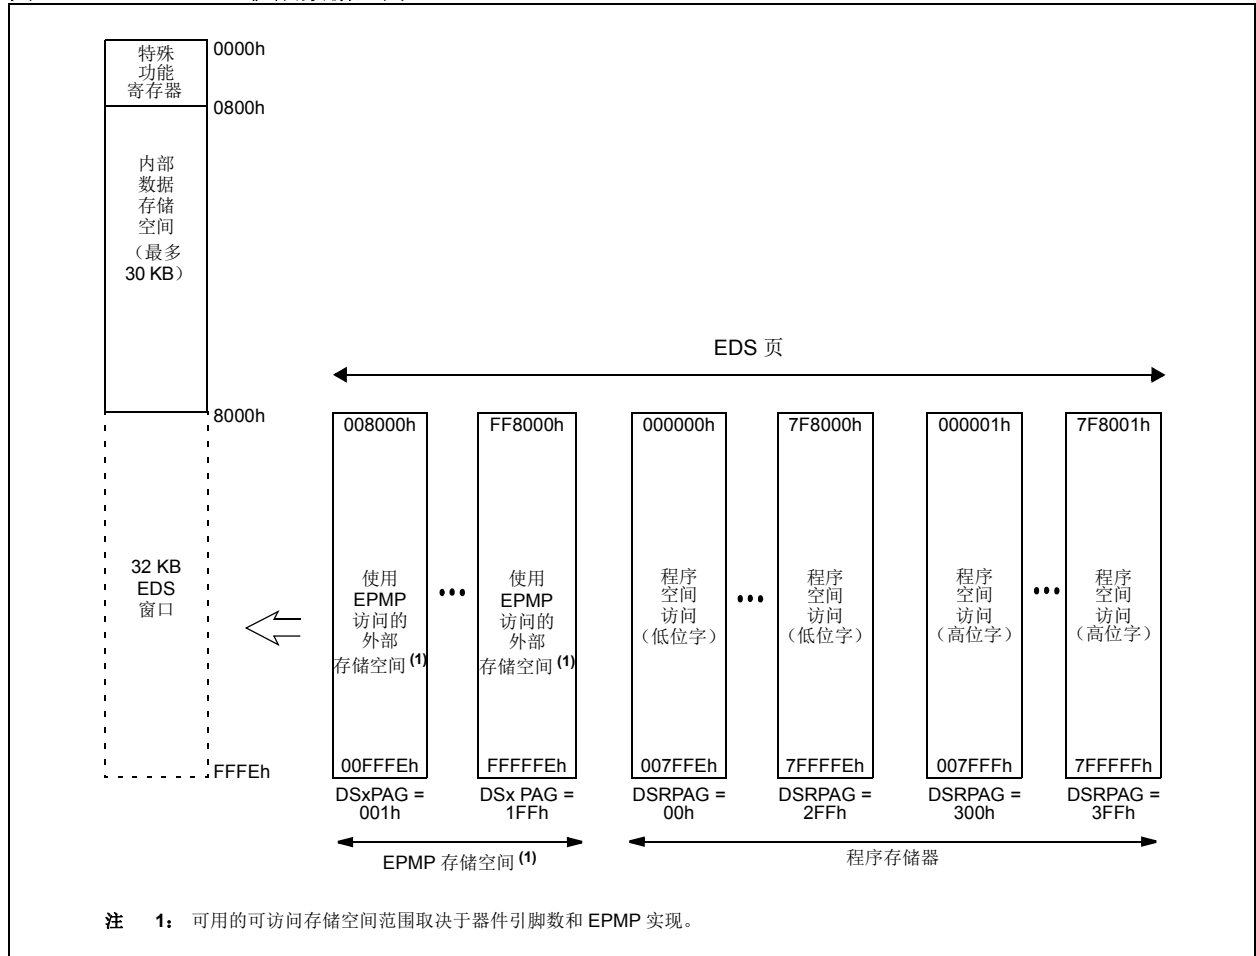 特殊
功能
寄存器
0000h
0800h
内部
数据
存储
空间
（最多
30 KB）
8000h
EDS 页
32 KB
EDS
窗口
FFFEh
008000h
使用
EPMP
访问的
外部
存储空间(1)
00FFFEh
DSxPAG =
001h
•••
FF8000h
使用
EPMP
访问的
外部
存储空间(1)
FFFFFEh
DSx PAG =
1FFh
EPMP 存储空间(1)
000000h
程序
空间
访问
（低位字）
007FFEh
DSRPAG =
00h
•••
7F8000h
程序
空间
访问
（低位字）
7FFFFEh
DSRPAG =
2FFh
000001h
程序
空间
访问
（高位字）
007FFFh
DSRPAG =
300h
•••
7F8001h
程序
空间
访问
（高位字）
7FFFFFh
DSRPAG =
3FFh
程序存储器
注 1: 可用的可访问存储空间范围取决于器件引脚数和 EPMP 实现。